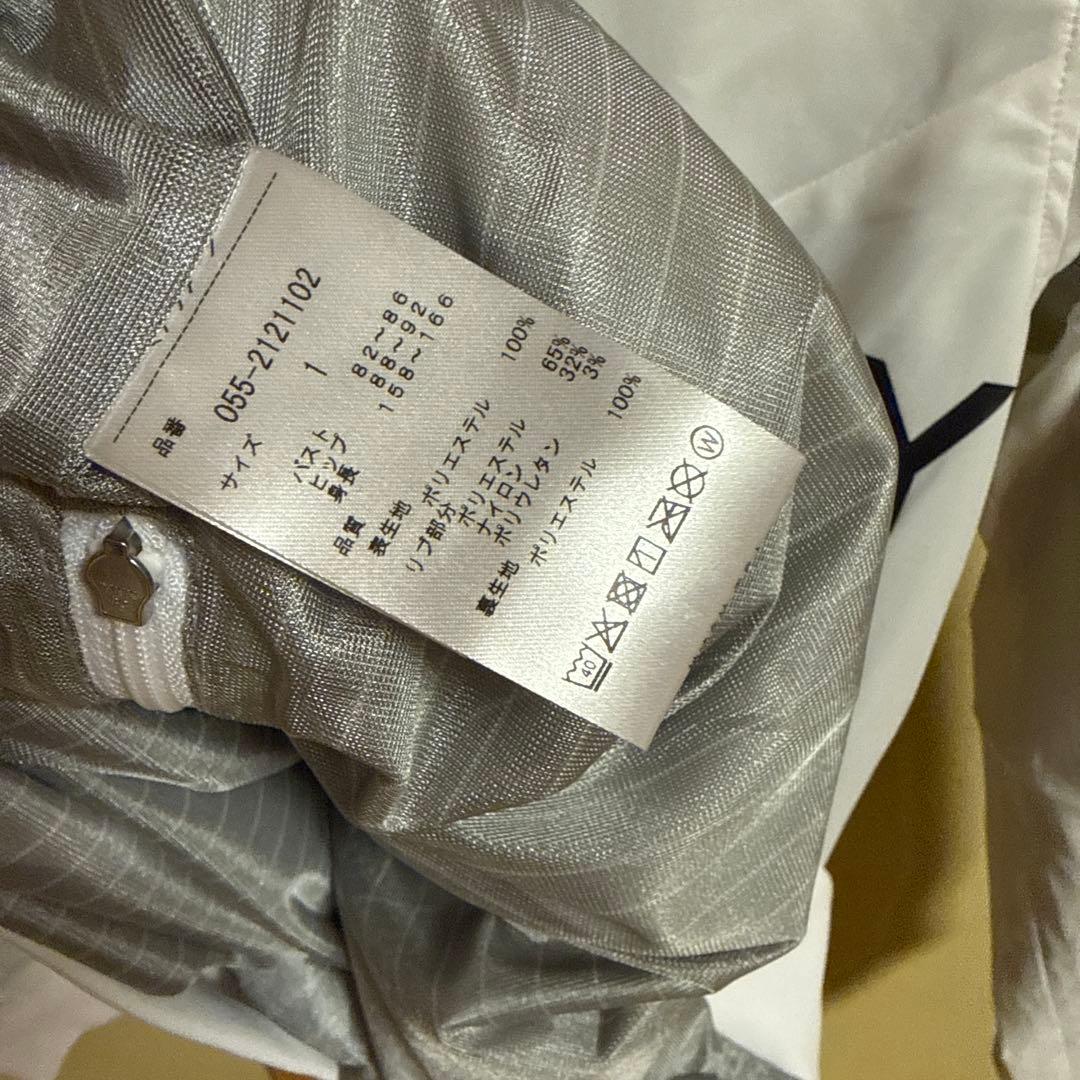 品番 055-2121102
サイズ 1
バスト 82~86
ヒップ 88~92
身長 158~166
品質
表生地 ポリエステル 100%
リブ部分 ポリエステル 65%
ナイロン 32%
ポリウレタン 3%
裏生地 ポリエステル 100%
40 1 W